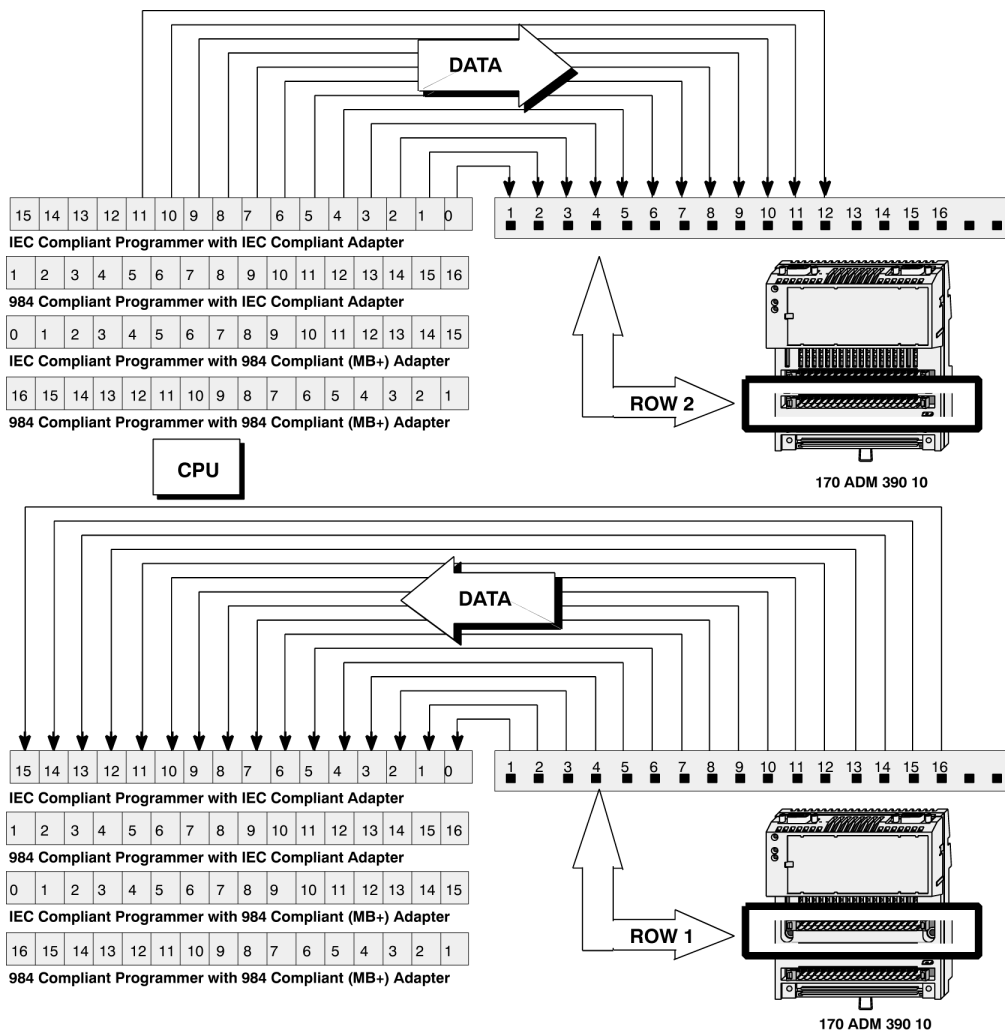 DATA
15 14 13 12 11 10 9 8 7 6 5 4 3 2 1 0
1 2 3 4 5 6 7 8 9 10 11 12 13 14 15 16
IEC Compliant Programmer with IEC Compliant Adapter
1 2 3 4 5 6 7 8 9 10 11 12 13 14 15 16
984 Compliant Programmer with IEC Compliant Adapter
0 1 2 3 4 5 6 7 8 9 10 11 12 13 14 15
IEC Compliant Programmer with 984 Compliant (MB+) Adapter
16 15 14 13 12 11 10 9 8 7 6 5 4 3 2 1
984 Compliant Programmer with 984 Compliant (MB+) Adapter
ROW 2
170 ADM 390 10
CPU
DATA
15 14 13 12 11 10 9 8 7 6 5 4 3 2 1 0
1 2 3 4 5 6 7 8 9 10 11 12 13 14 15 16
IEC Compliant Programmer with IEC Compliant Adapter
1 2 3 4 5 6 7 8 9 10 11 12 13 14 15 16
984 Compliant Programmer with IEC Compliant Adapter
0 1 2 3 4 5 6 7 8 9 10 11 12 13 14 15
IEC Compliant Programmer with 984 Compliant (MB+) Adapter
16 15 14 13 12 11 10 9 8 7 6 5 4 3 2 1
984 Compliant Programmer with 984 Compliant (MB+) Adapter
ROW 1
170 ADM 390 10